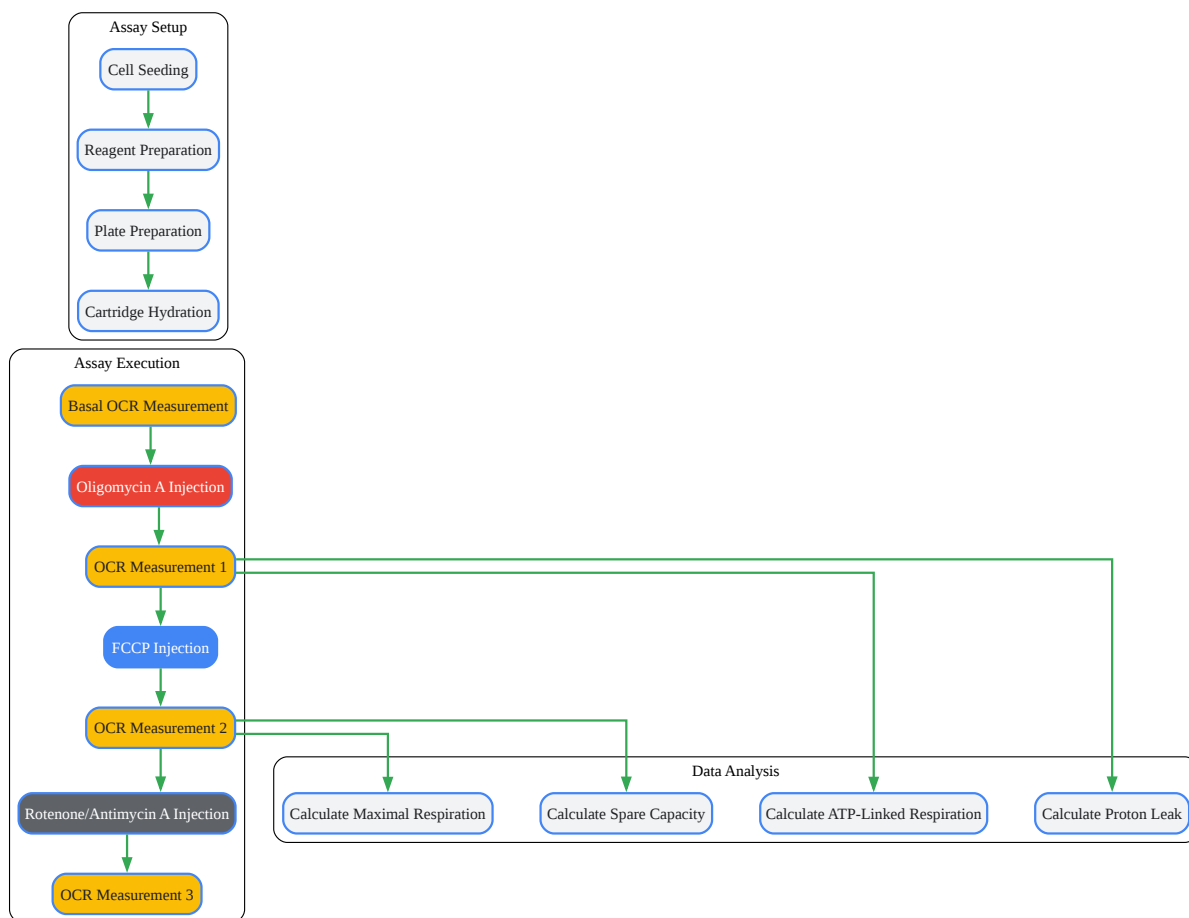 Assay Setup
Cell Seeding
Reagent Preparation
Plate Preparation
Cartridge Hydration
Assay Execution
Basal OCR Measurement
Oligomycin A Injection
OCR Measurement 1
FCCP Injection
OCR Measurement 2
Rotenone/Antimycin A Injection
OCR Measurement 3
Data Analysis
Calculate Maximal Respiration
Calculate Spare Capacity
Calculate ATP-Linked Respiration
Calculate Proton Leak